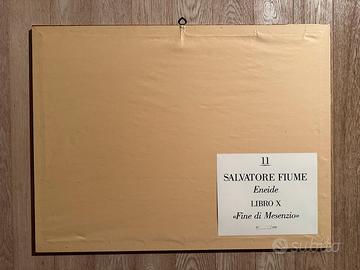 11
SALVATORE FIUME
Eneide
LIBRO X
«Fine di Mesenzio»
subito